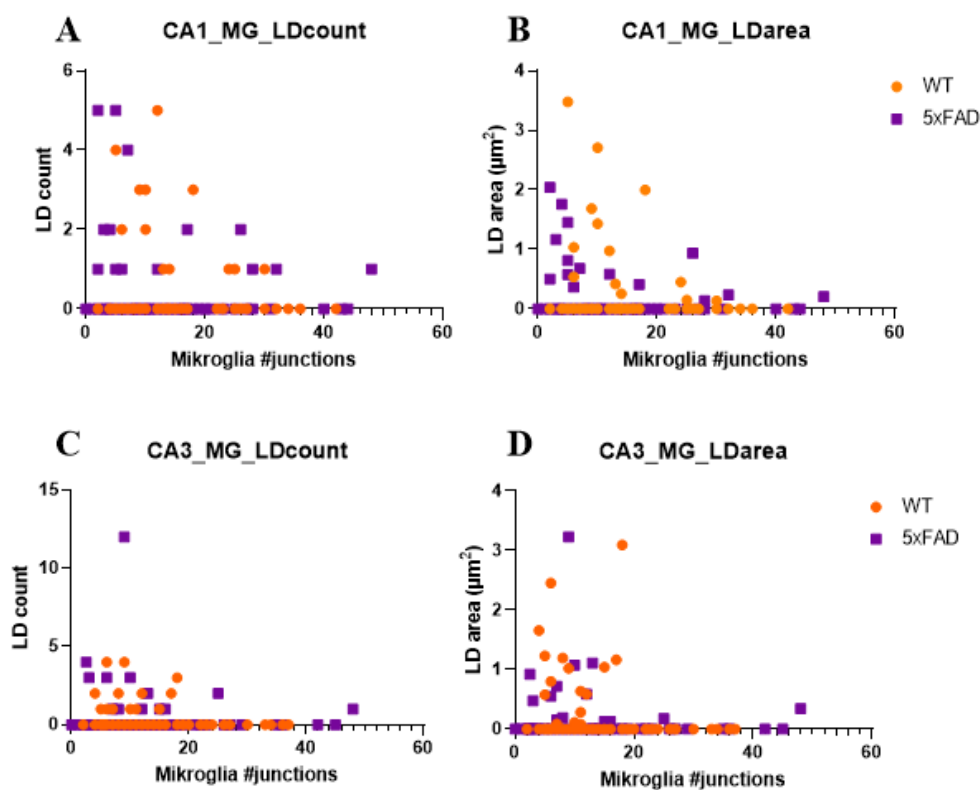 A
CA1_MG_LDcount
6
4
2
0
LD count
0
20
40
60
Mikroglia #junctions
B
CA1_MG_LDarea
4
3
2
1
0
LD area (µm²)
0
20
40
60
Mikroglia #junctions
WT
5xFAD
C
CA3_MG_LDcount
15
10
5
0
LD count
0
20
40
60
Mikroglia #junctions
D
CA3_MG_LDarea
4
3
2
1
0
LD area (µm²)
0
20
40
60
Mikroglia #junctions
WT
5xFAD